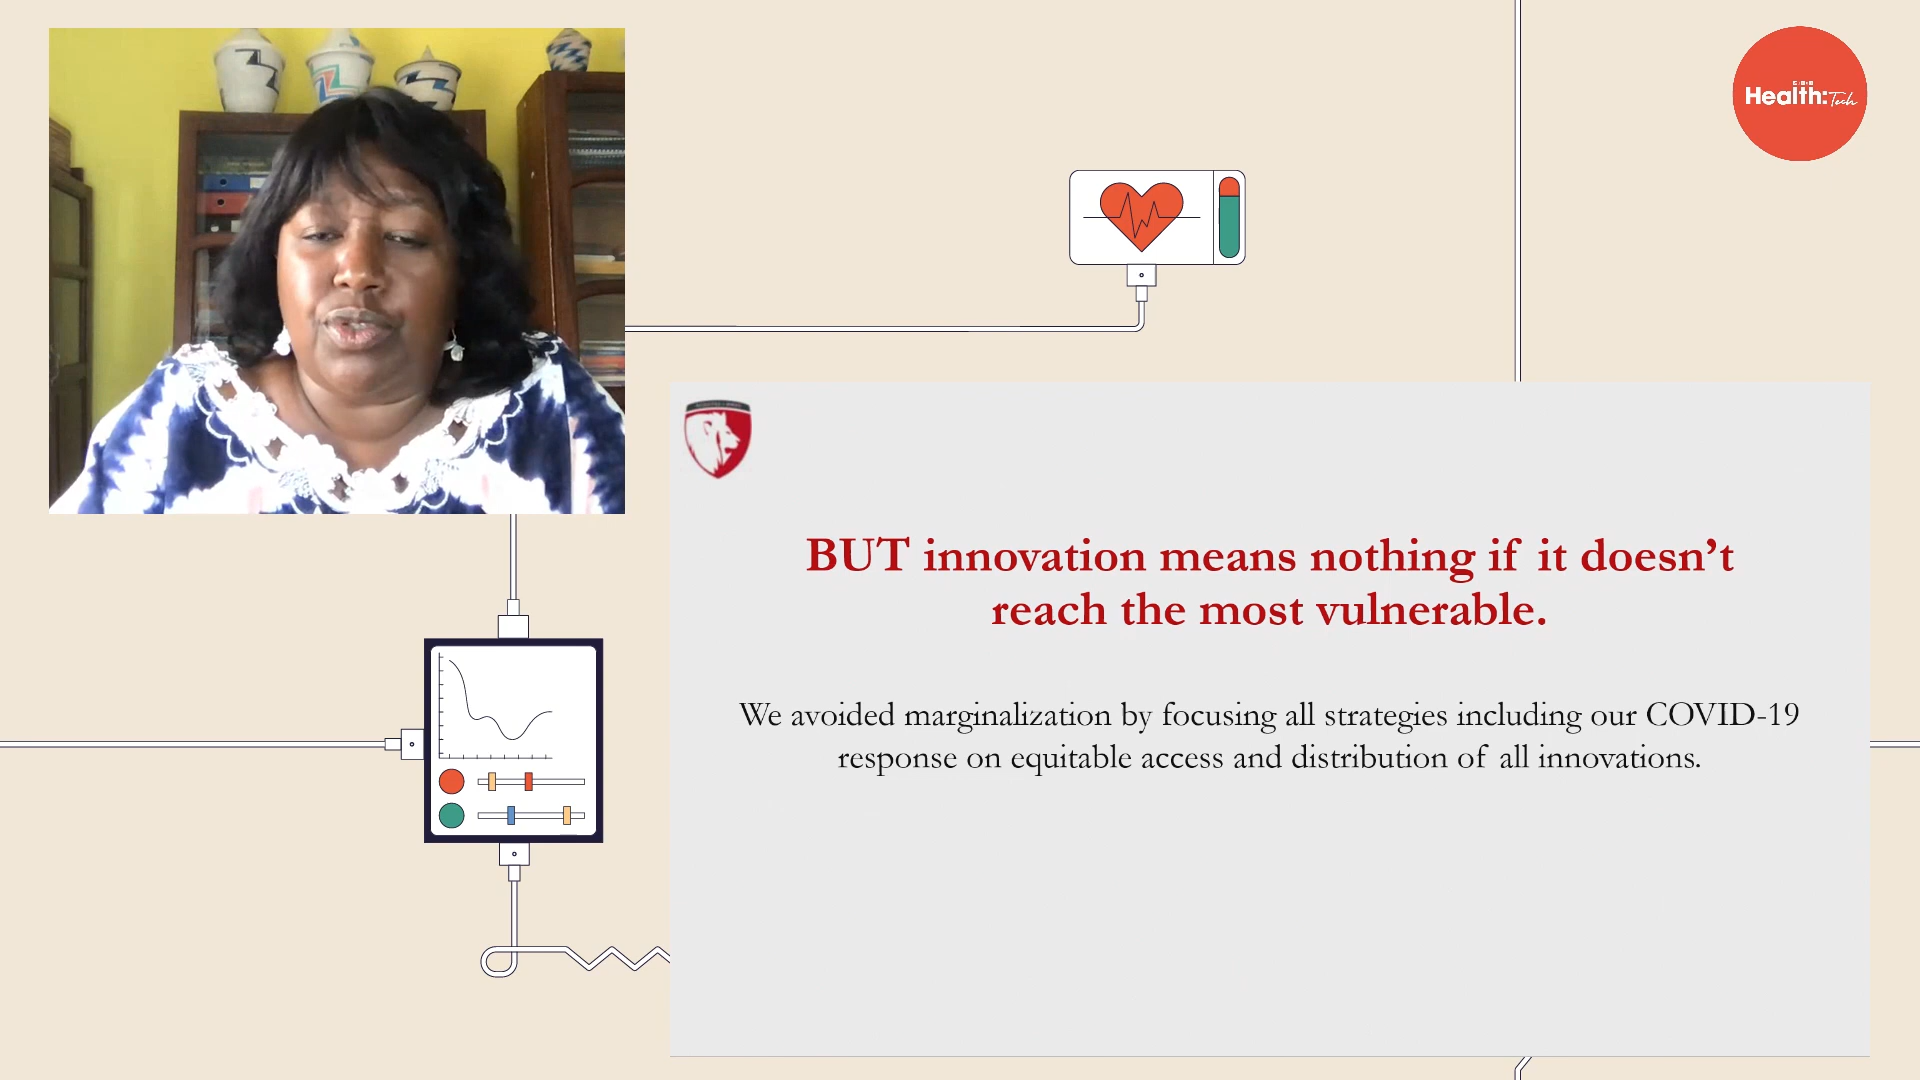 Health:Tech
BUT innovation means nothing if it doesn’t
reach the most vulnerable.
We avoided marginalization by focusing all strategies including our COVID-19
response on equitable access and distribution of all innovations.